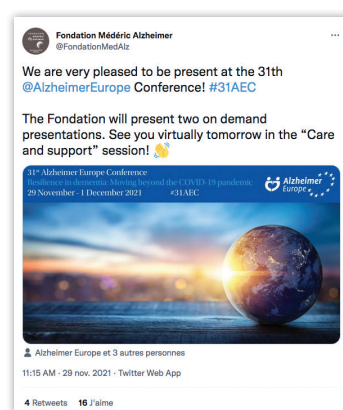 Fondation Médéric Alzheimer
@FondationMedAlz
We are very pleased to be present at the 31th
@AlzheimerEurope Conference! #31AEC
The Fondation will present two on demand
presentations. See you virtually tomorrow in the “Care
and support” session! 👋
31st Alzheimer Europe Conference
Resilience in dementia: Moving beyond the COVID-19 pandemic
29 November - 1 December 2021 #31AEC
Alzheimer
Europe
Alzheimer Europe et 3 autres personnes
11:15 AM · 29 nov. 2021 · Twitter Web App
4 Retweets 16 J'aime